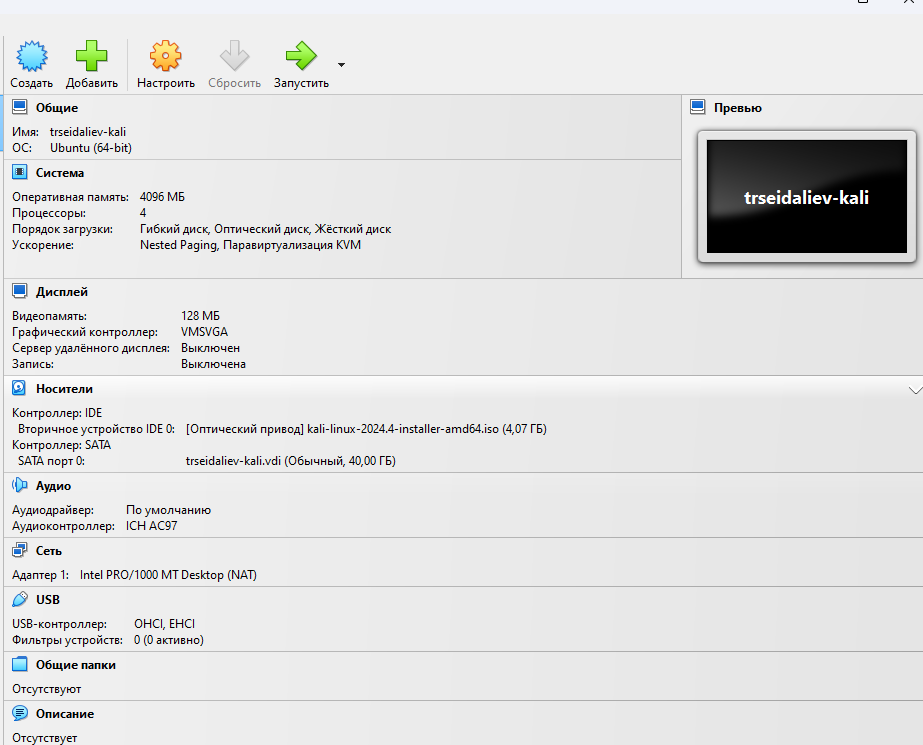 Создать Добавить Настроить Сбросить Запустить
Общие
Имя: trseidaliev-kali
ОС: Ubuntu (64-bit)
Превью
trseidaliev-kali
Система
Оперативная память: 4096 МБ
Процессоры: 4
Порядок загрузки: Гибкий диск, Оптический диск, Жёсткий диск
Ускорение: Nested Paging, Паравиртуализация KVM
Дисплей
Видеопамять: 128 МБ
Графический контроллер: VMSVGA
Сервер удалённого дисплея: Выключен
Запись: Выключена
Носители
Контроллер: IDE
Вторичное устройство IDE 0: [Оптический привод] kali-linux-2024.4-installer-amd64.iso (4,07 ГБ)
Контроллер: SATA
SATA порт 0: trseidaliev-kali.vdi (Обычный, 40,00 ГБ)
Аудио
Аудиодрайвер: По умолчанию
Аудиоконтроллер: ICH AC97
Сеть
Адаптер 1: Intel PRO/1000 MT Desktop (NAT)
USB
USB-контроллер: OHCI, EHCI
Фильтры устройств: 0 (0 активно)
Общие папки
Отсутствуют
Описание
Отсутствует